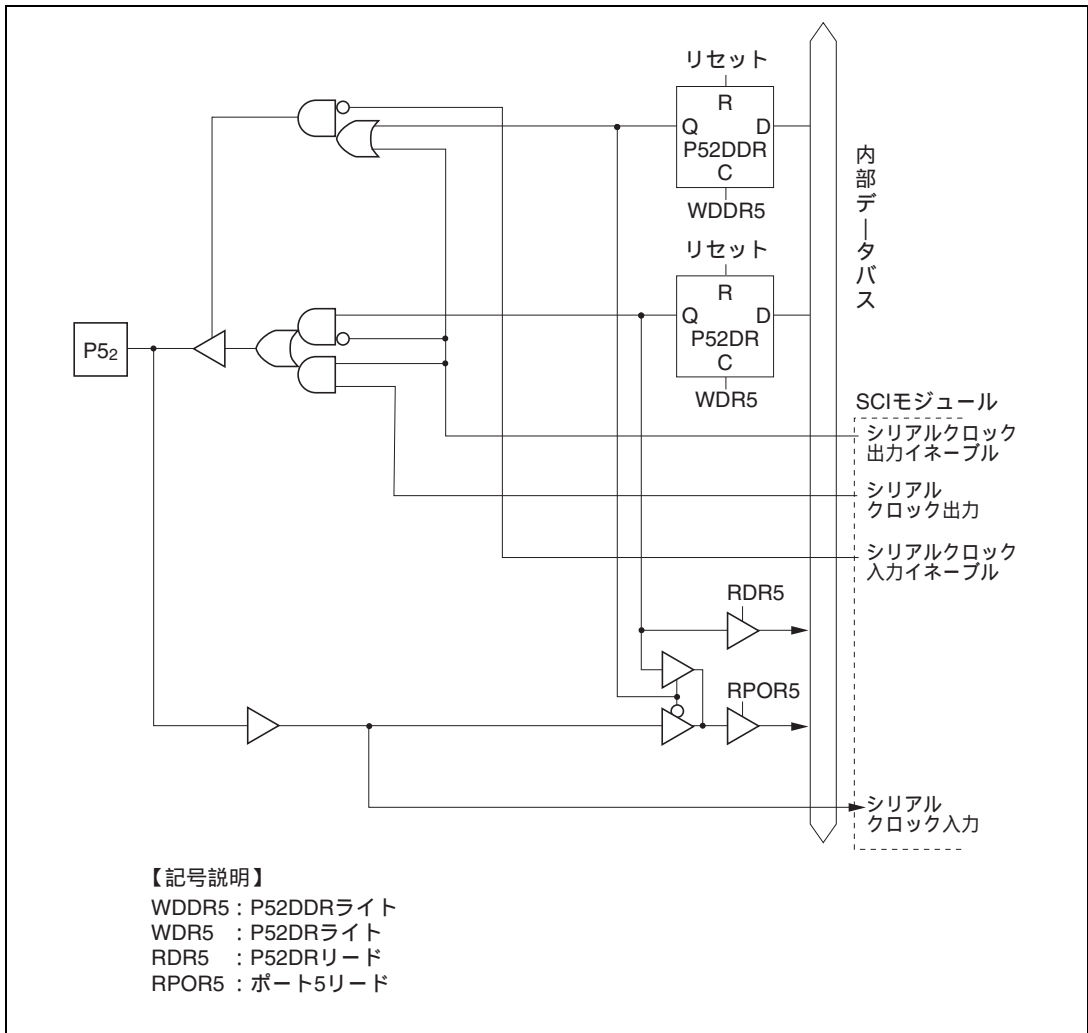 リセット
R
Q D
P52DDR
C
WDDR5
リセット
R
Q D
P52DR
C
WDR5
内部データバス
P5₂
SCIモジュール
シリアルクロック
出力イネーブル
シリアル
クロック出力
シリアルクロック
入力イネーブル
RDR5
RPOR5
シリアル
クロック入力
【記号説明】
WDDR5 : P52DDRライト
WDR5 : P52DRライト
RDR5 : P52DRリード
RPOR5 : ポート5リード